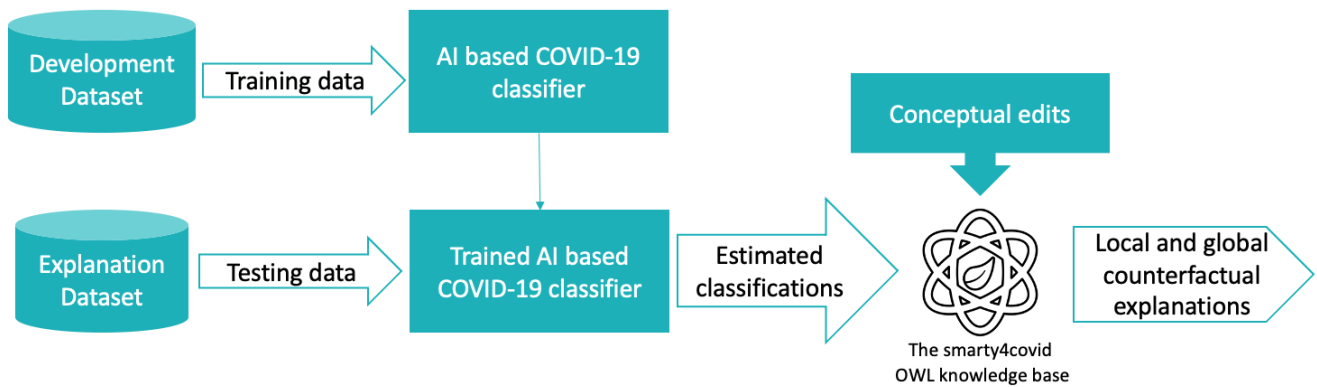 Development
Dataset
Training data
AI based COVID-19
classifier
Conceptual edits
Explanation
Dataset
Testing data
Trained AI based
COVID-19 classifier
Estimated
classifications
The smarty4covid
OWL knowledge base
Local and global
counterfactual
explanations